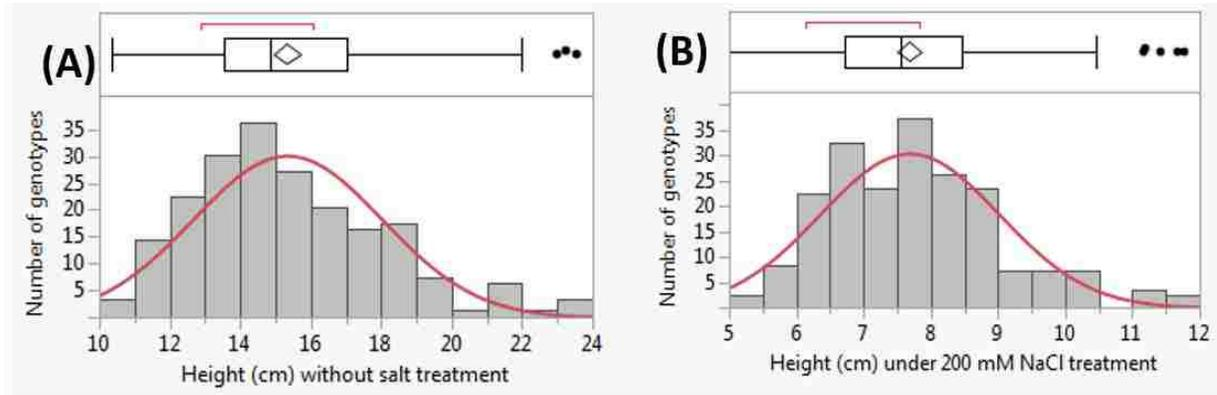 (A)
Number of genotypes
35
30
25
20
15
10
5
10 12 14 16 18 20 22 24
Height (cm) without salt treatment
(B)
Number of genotypes
35
30
25
20
15
10
5
5 6 7 8 9 10 11 12
Height (cm) under 200 mM NaCl treatment